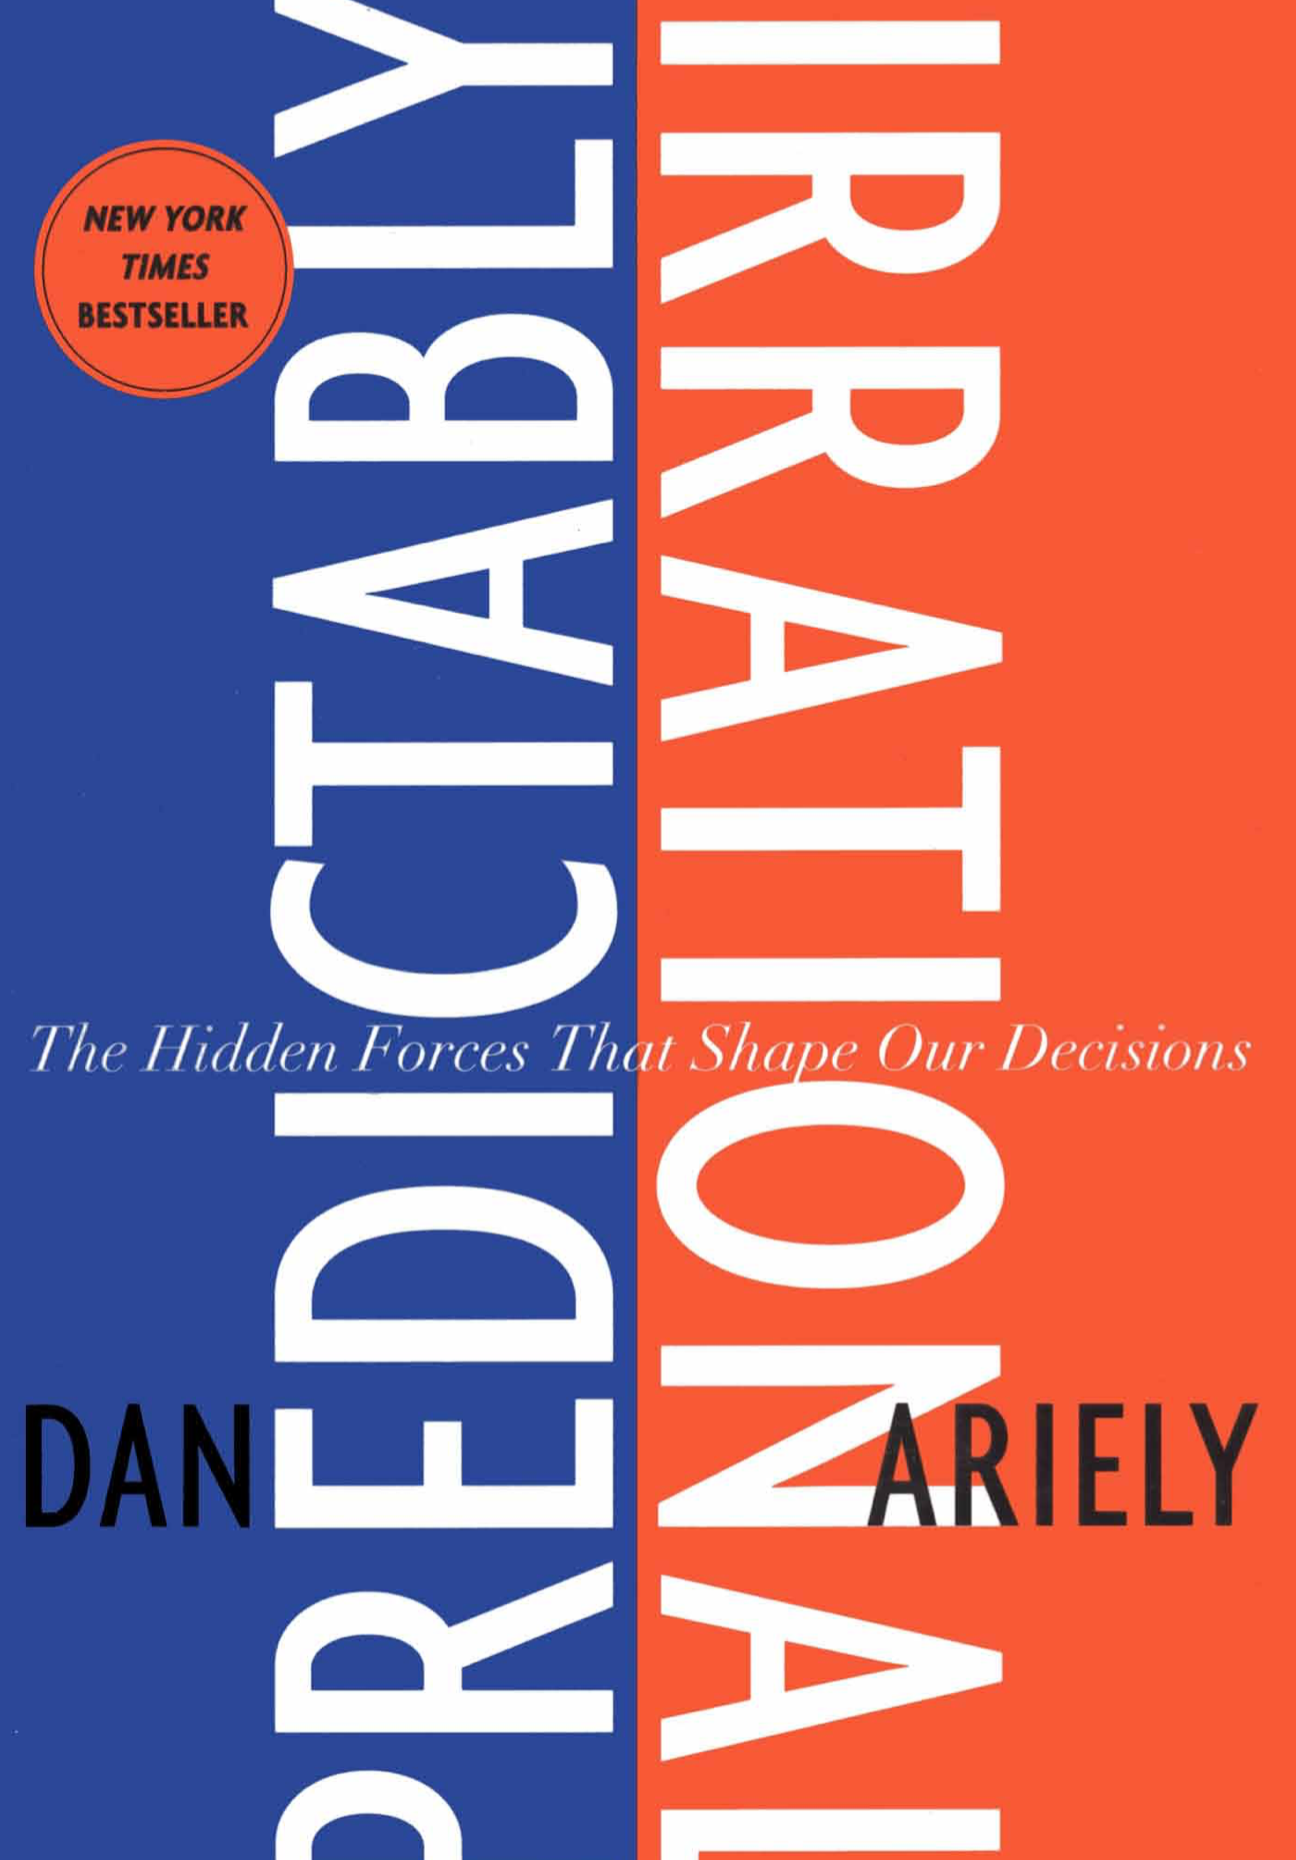 PREDICTABLY
IRRATIONAL
NEW YORK
TIMES
BESTSELLER
The Hidden Forces That Shape Our Decisions
DAN ARIELY